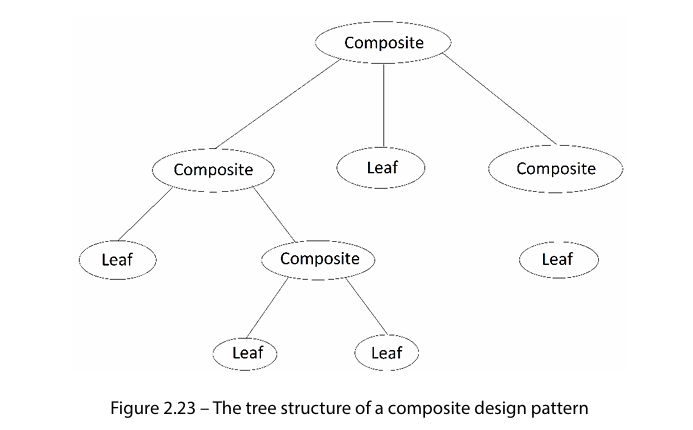 Composite
Composite
Leaf
Composite
Leaf
Composite
Leaf
Leaf
Leaf
Figure 2.23 – The tree structure of a composite design pattern